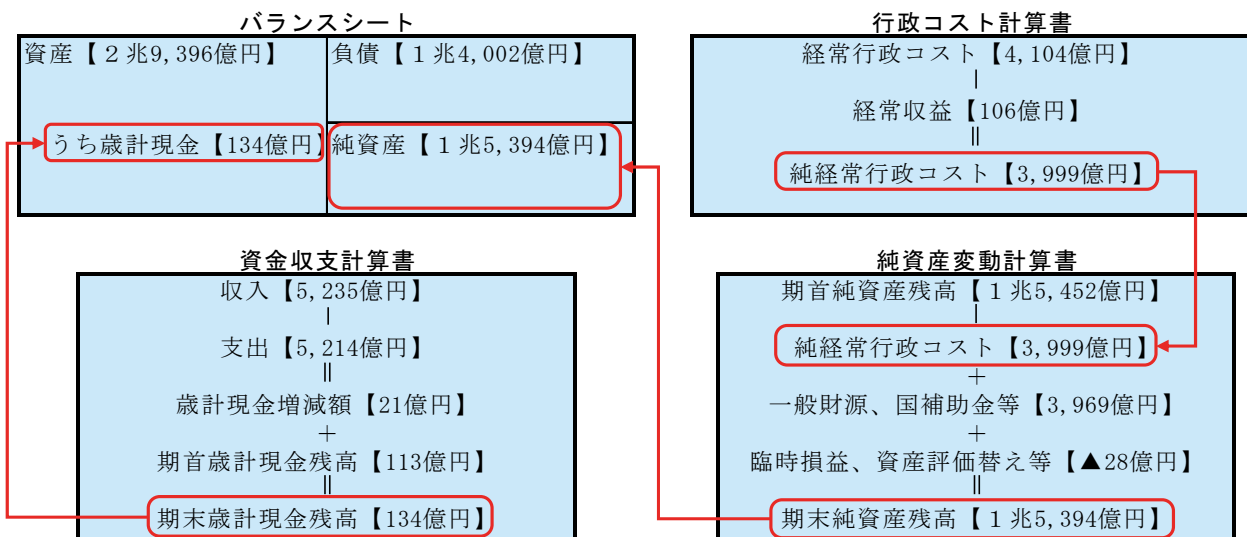 バランスシート
資産【２兆9,396億円】
負債【１兆4,002億円】
うち歳計現金【134億円】
純資産【１兆5,394億円】
行政コスト計算書
経常行政コスト【4,104億円】
－
経常収益【106億円】
＝
純経常行政コスト【3,999億円】
資金収支計算書
収入【5,235億円】
－
支出【5,214億円】
＝
歳計現金増減額【21億円】
＋
期首歳計現金残高【113億円】
＝
期末歳計現金残高【134億円】
純資産変動計算書
期首純資産残高【１兆5,452億円】
－
純経常行政コスト【3,999億円】
＋
一般財源、国補助金等【3,969億円】
＋
臨時損益、資産評価替え等【▲28億円】
＝
期末純資産残高【１兆5,394億円】